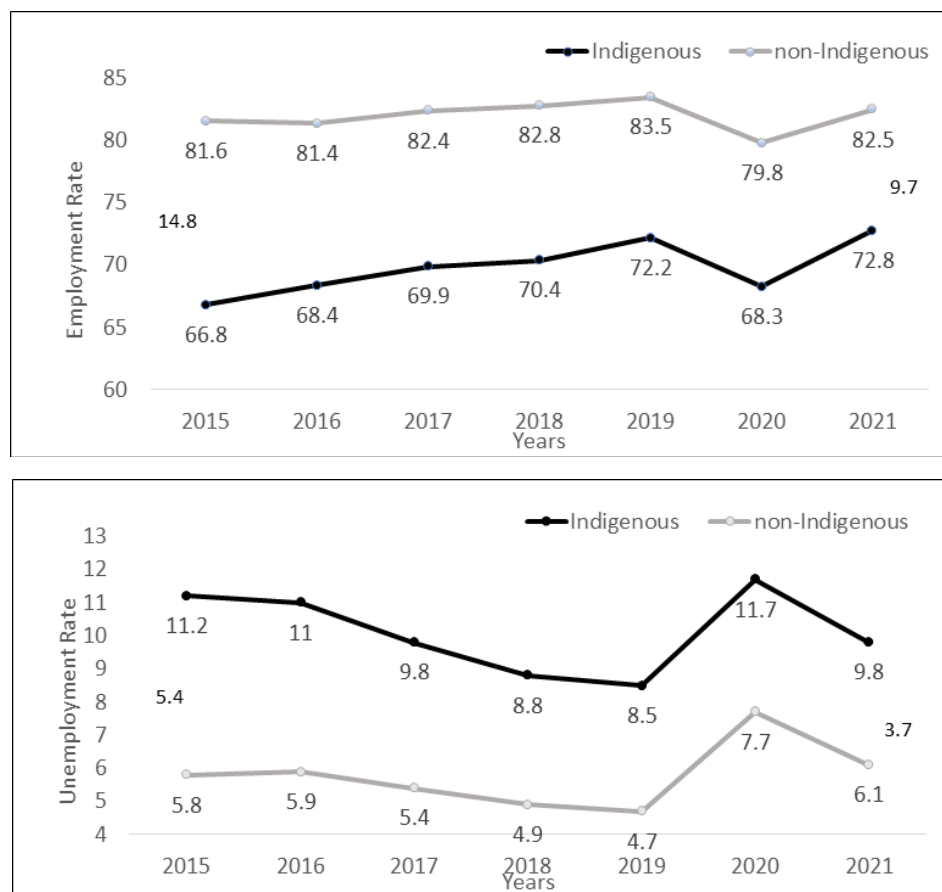 Indigenous non-Indigenous
Employment Rate
85
80
75
70
65
60
81.6 81.4 82.4 82.8 83.5 79.8 82.5
14.8 9.7
66.8 68.4 69.9 70.4 72.2 68.3 72.8
2015 2016 2017 2018 2019 2020 2021
Years
Indigenous non-Indigenous
Unemployment Rate
13
12
11
10
9
8
7
6
5
4
11.2 11 9.8 8.8 8.5 11.7 9.8
5.4 3.7
5.8 5.9 5.4 4.9 4.7 7.7 6.1
2015 2016 2017 2018 2019 2020 2021
Years